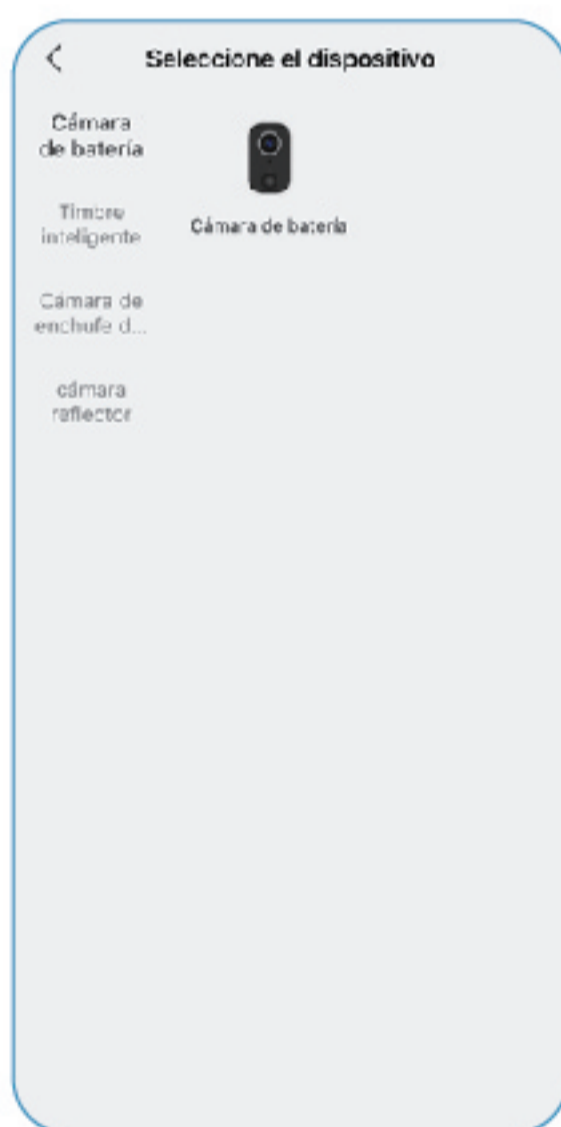 Seleccione el dispositivo
Cámara
de batería
Timbre
inteligente
Cámara de batería
Cámara de
enchufe d...
cámara
reflector